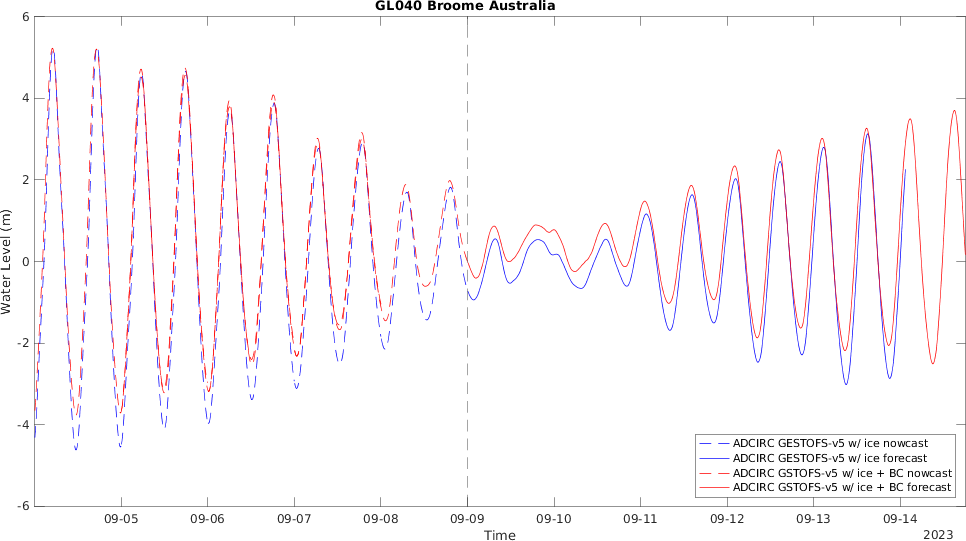 GL040 Broome Australia
6
4
2
0
-2
-4
-6
Water Level (m)
09-05 09-06 09-07 09-08 09-09 09-10 09-11 09-12 09-13 09-14
Time
2023
ADCIRC GESTOFS-v5 w/ ice nowcast
ADCIRC GESTOFS-v5 w/ ice forecast
ADCIRC GSTOFS-v5 w/ ice + BC nowcast
ADCIRC GSTOFS-v5 w/ ice + BC forecast